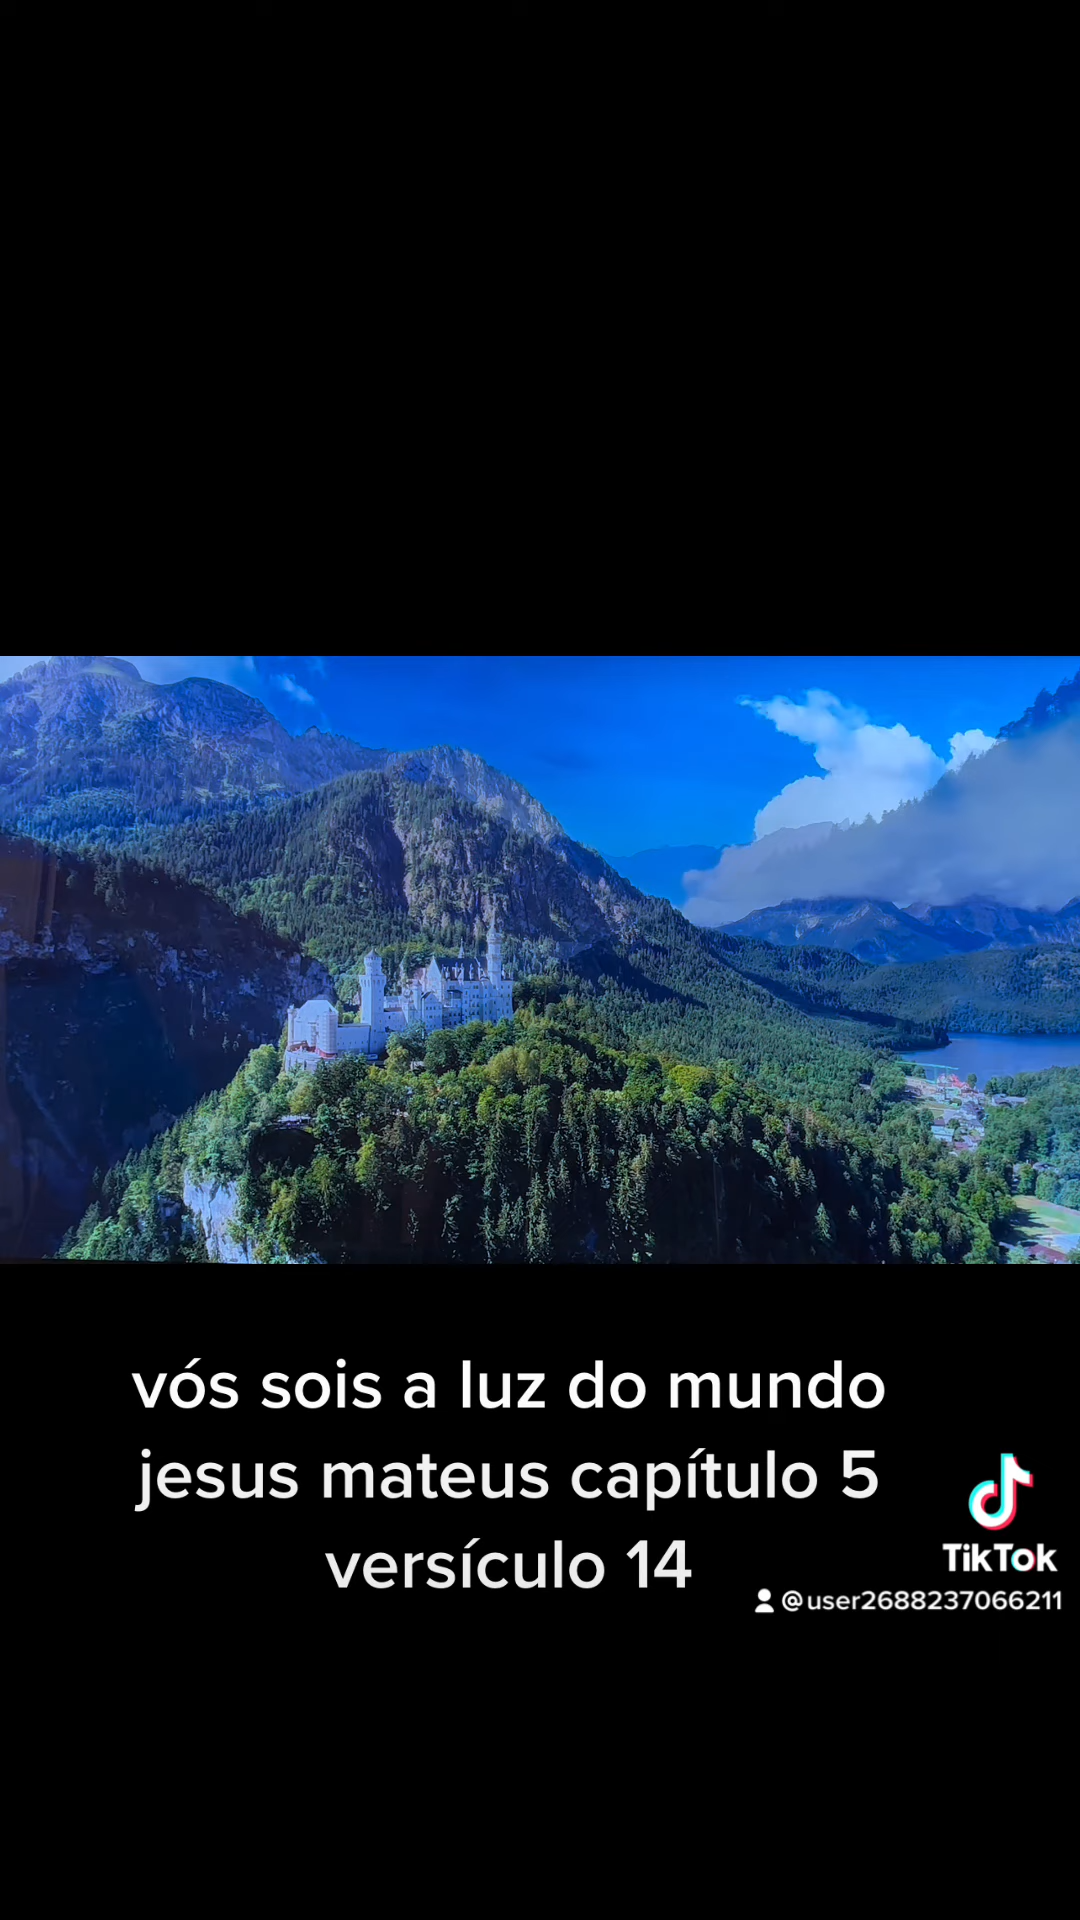 vós sois a luz do mundo
jesus mateus capítulo 5
versículo 14
TikTok
@user2688237066211